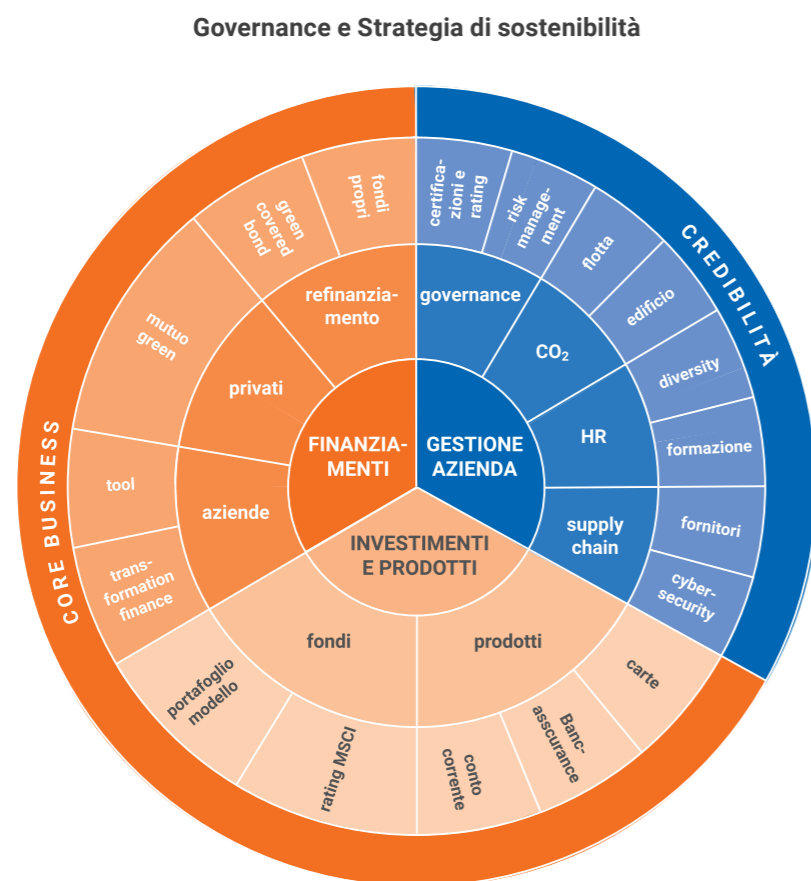 Governance e Strategia di sostenibilità
CORE BUSINESS
CREDIBILITÀ
FINANZIA-
MENTI
GESTIONE
AZIENDA
INVESTIMENTI
E PRODOTTI
refinanzia-
mento
privati
aziende
governance
CO₂
HR
supply
chain
fondi
prodotti
fondi
propri
green
covered
bond
mutuo
green
tool
trans-
formation
finance
certifica-
zioni e
rating
risk
manage-
ment
flotta
edificio
diversity
formazione
fornitori
cyber-
security
portafoglio
modello
rating MSCI
conto
corrente
Banc-
asscurance
carte